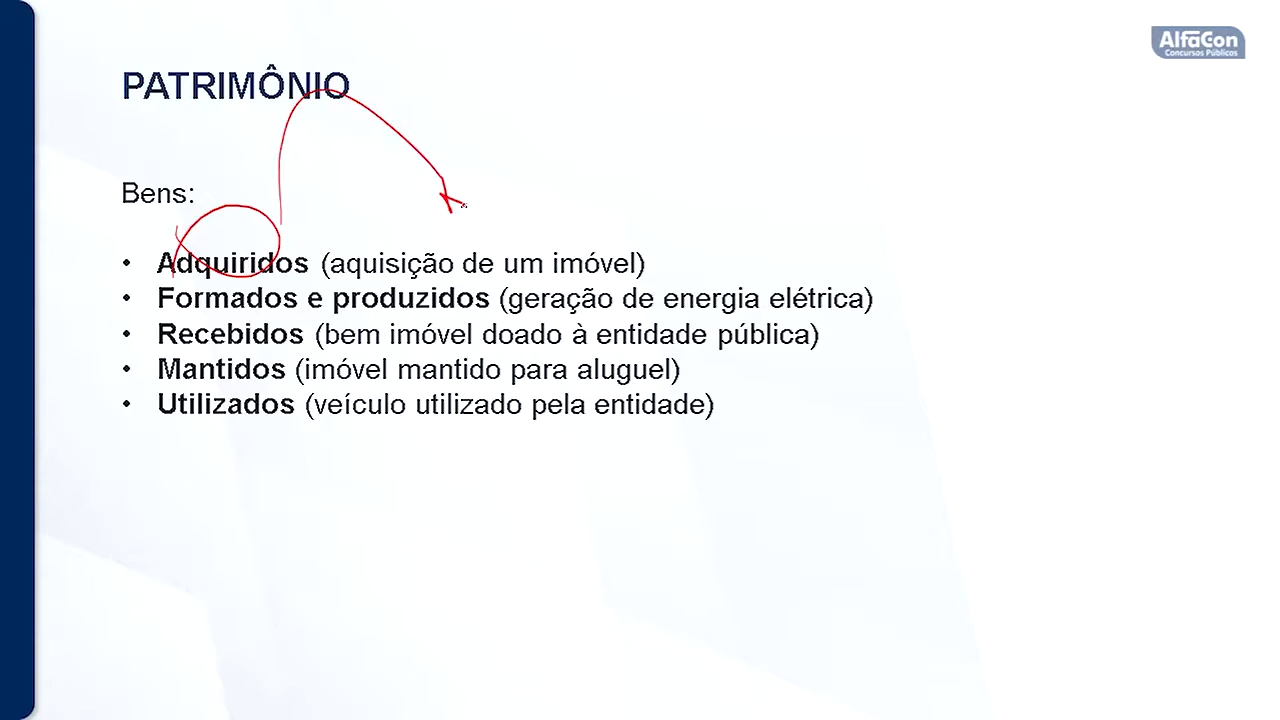 AlfaCon
Concursos Públicos
PATRIMÔNIO
Bens:
• Adquiridos (aquisição de um imóvel)
• Formados e produzidos (geração de energia elétrica)
• Recebidos (bem imóvel doado à entidade pública)
• Mantidos (imóvel mantido para aluguel)
• Utilizados (veículo utilizado pela entidade)